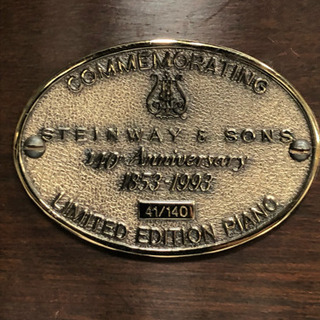 COMMEMORATING
STEINWAY & SONS
140th Anniversary
1853-1993
41/140
LIMITED EDITION PIANO